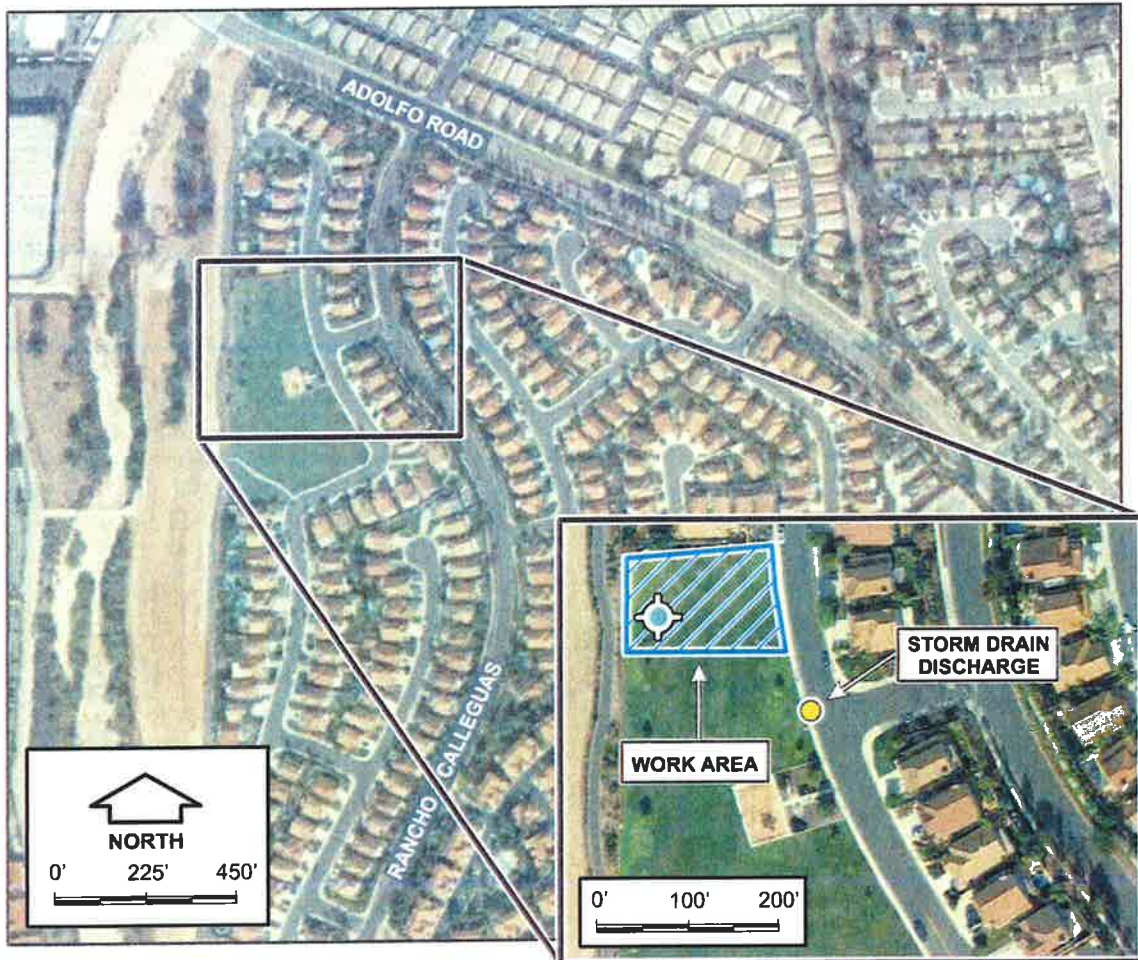 ADOLFO ROAD
RANCHO CALLEGUAS
STORM DRAIN
DISCHARGE
WORK AREA
NORTH
0' 225' 450'
0' 100' 200'